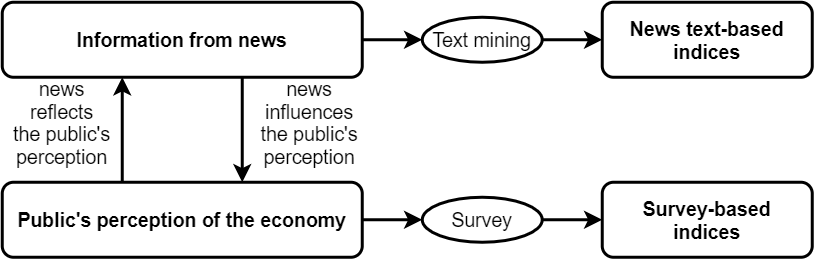 Information from news
Text mining
News text-based
indices
news
reflects
the public's
perception
news
influences
the public's
perception
Public's perception of the economy
Survey
Survey-based
indices